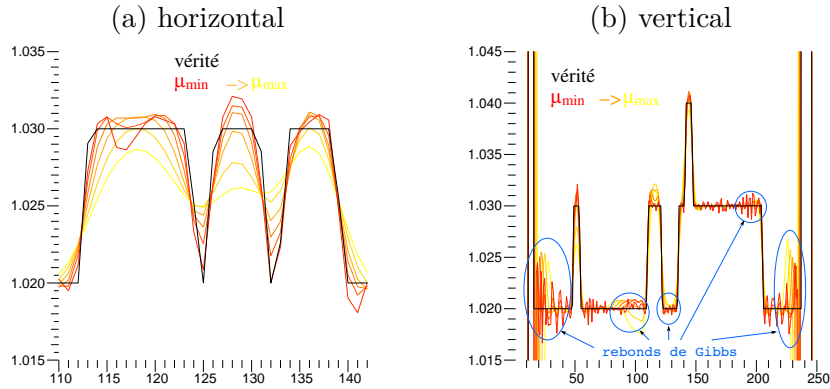 (a) horizontal
(b) vertical
1.035
1.030
1.025
1.020
1.015
110 115 120 125 130 135 140
vérité
μmin −> μmax
1.045
1.040
1.035
1.030
1.025
1.020
1.015
50 100 150 200 250
vérité
μmin −> μmax
rebonds de Gibbs